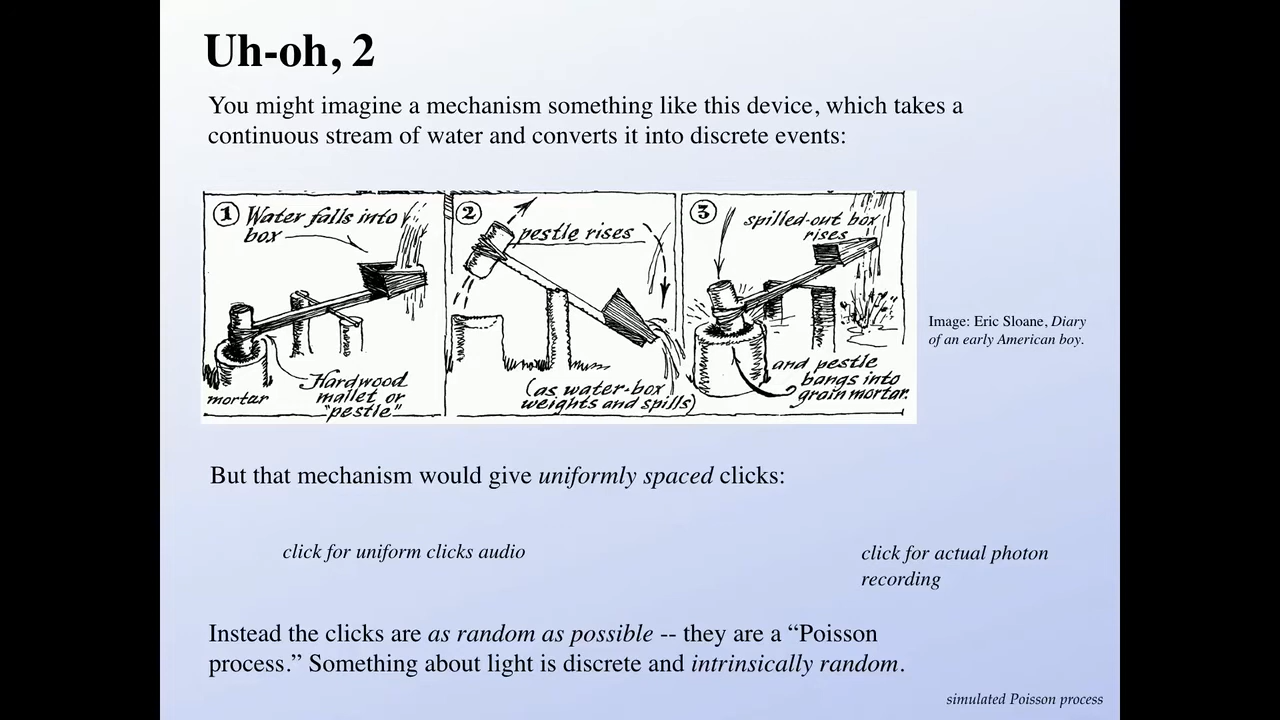 Uh-oh, 2
You might imagine a mechanism something like this device, which takes a
continuous stream of water and converts it into discrete events:
1 Water falls into
box
Hardwood
mallet or
"pestle"
mortar
2
pestle rises
(as water-box
weights and spills)
3
spilled-out box
rises
and pestle
bangs into
grain mortar.
Image: Eric Sloane, Diary
of an early American boy.
But that mechanism would give uniformly spaced clicks:
click for uniform clicks audio
click for actual photon
recording
Instead the clicks are as random as possible -- they are a “Poisson
process.” Something about light is discrete and intrinsically random.
simulated Poisson process